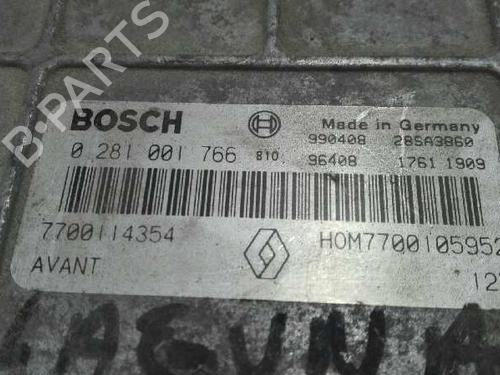 B-PARTS
BOSCH
Made in Germany
0 281 001 766 810
990408 28SA3860
96408 1761 1909
7700114354
HOM7700105952
AVANT
12
LAGUNA